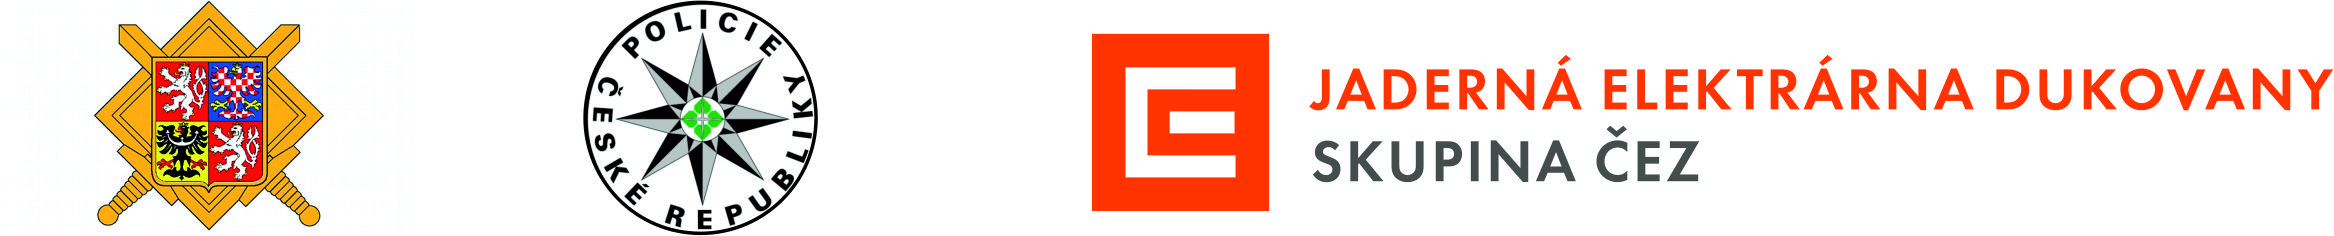 POLICIE
ČESKÉ REPUBLIKY
JADERNÁ ELEKTRÁRNA DUKOVANY
SKUPINA ČEZ